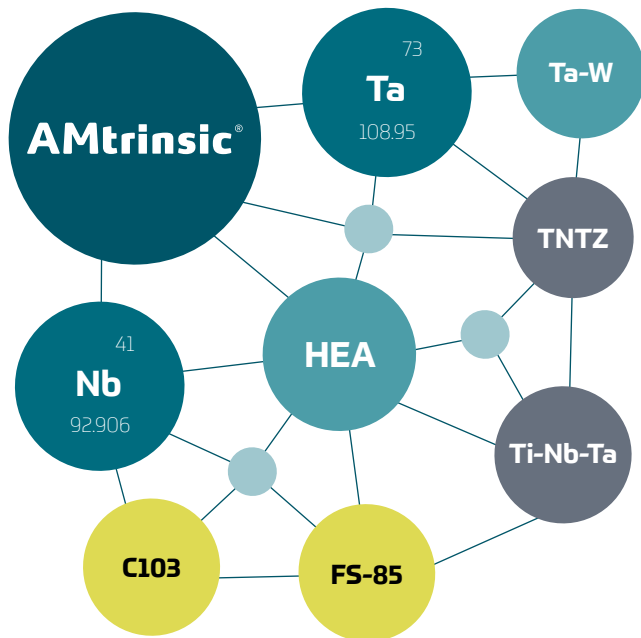 AMtrinsic®
73
Ta
108.95
Ta-W
TNTZ
HEA
41
Nb
92.906
Ti-Nb-Ta
C103
FS-85